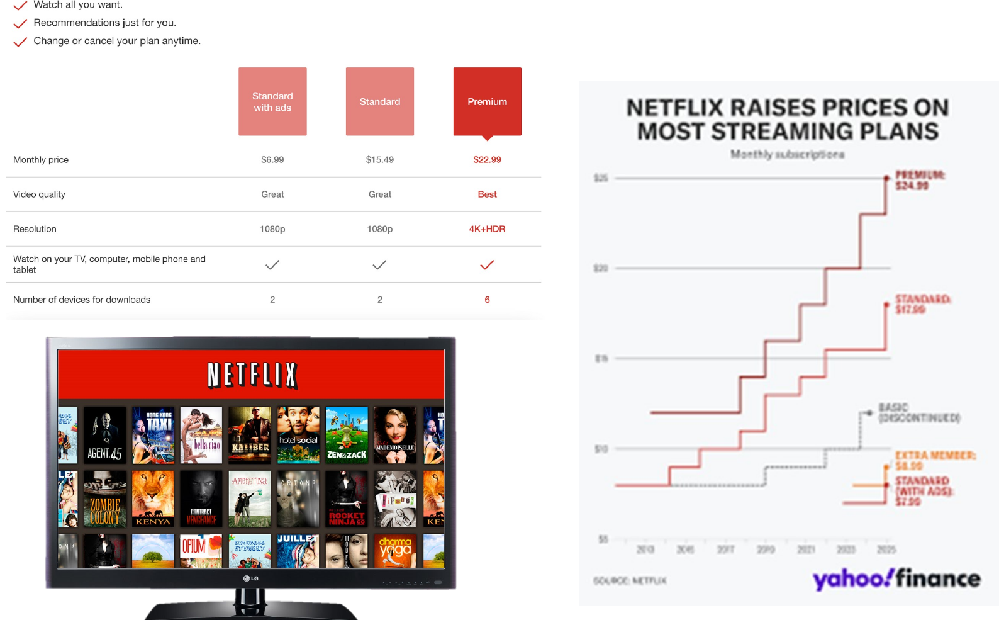 Watch all you want.
Recommendations just for you.
Change or cancel your plan anytime.
Standard
with ads
Standard
Premium
Monthly price
$6.99
$15.49
$22.99
Video quality
Great
Great
Best
Resolution
1080p
1080p
4K+HDR
Watch on your TV, computer, mobile phone and
tablet
Number of devices for downloads
2
2
6
NETFLIX
AGENT.45
HONG KONG
TAXI
bella ciao
KALIBER
hotel social
ZEN&ZACK
MADEMOISELLE
ZOMBIE
COLONY
KENYA
CONTRACT
VENGEANCE
AMORETINA
ORION
ROCKET
NINJA GO
KEN
OPIUM
EXCHANGE
STUDENT
JUILLET
dharma
yoga
LG
NETFLIX RAISES PRICES ON
MOST STREAMING PLANS
Monthly subscriptions
$25
PREMIUM:
$24.99
$20
STANDARD:
$17.99
$15
BASIC
(DISCONTINUED)
$10
EXTRA MEMBER:
$8.99
STANDARD
(WITH ADS):
$7.99
$5
2013
2015
2017
2019
2021
2023
2025
SOURCE: NETFLIX
yahoo!finance